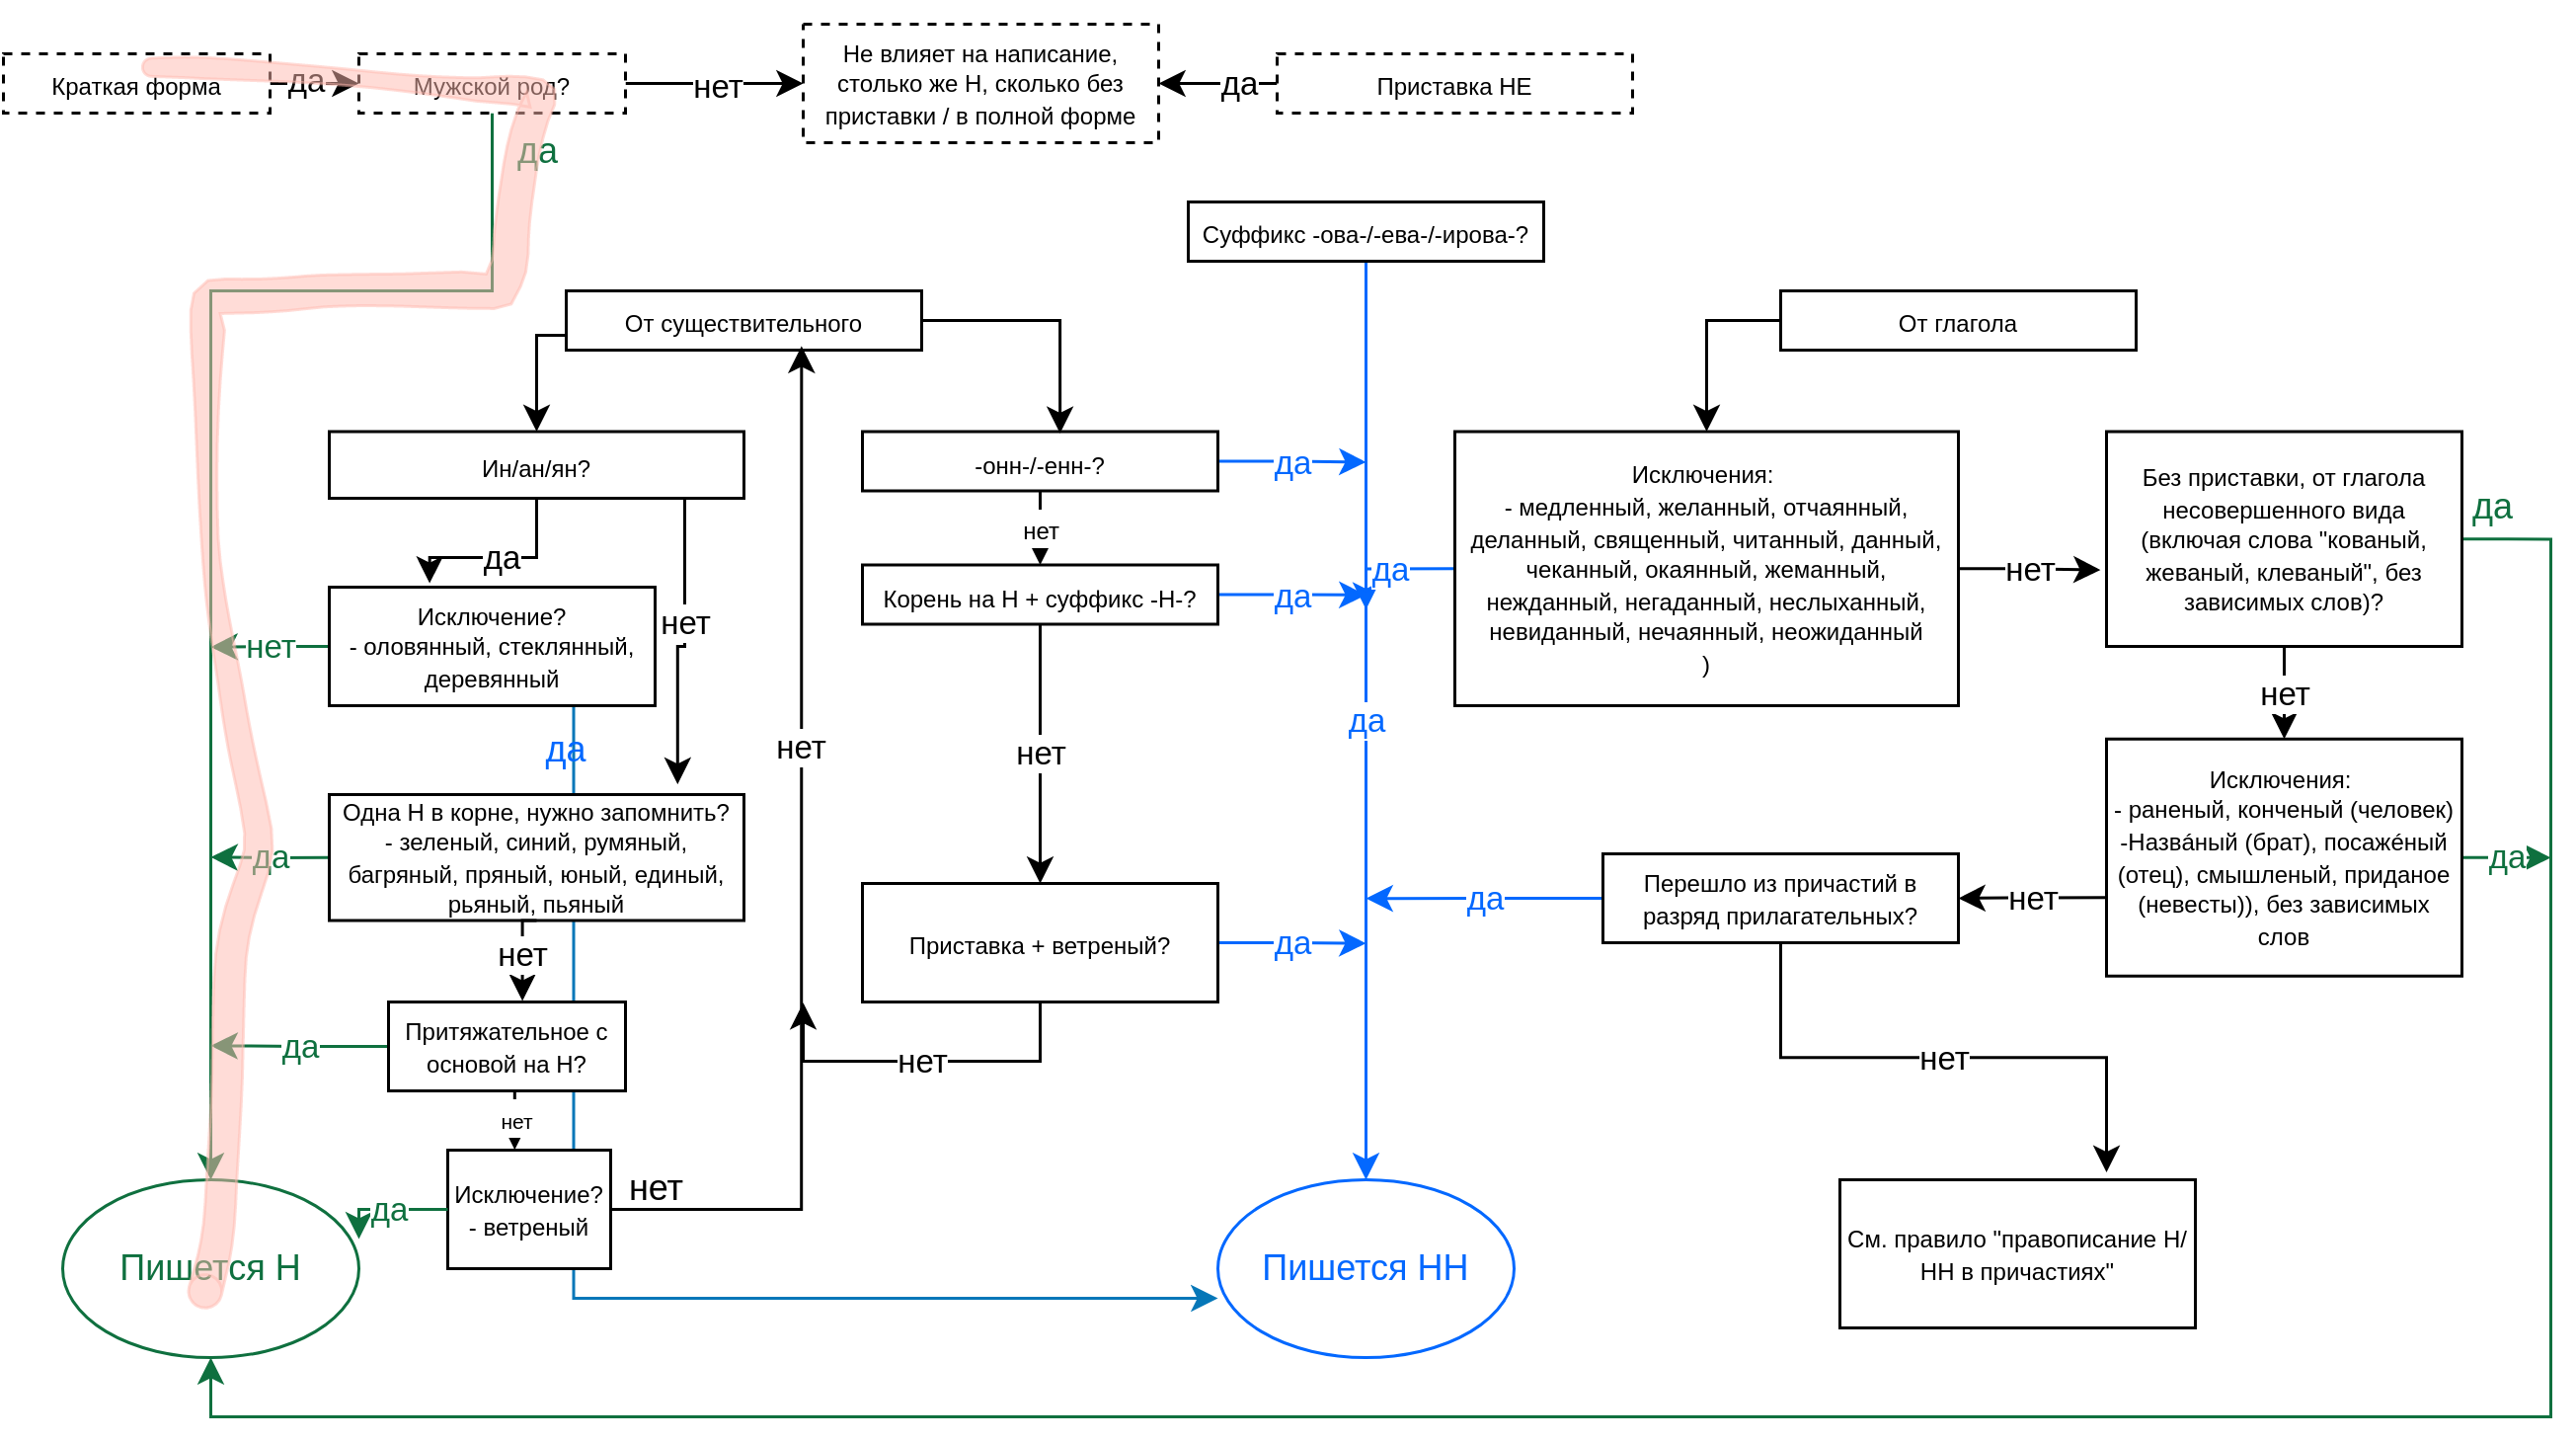 Краткая форма
да
Мужской род?
нет
Не влияет на написание,
столько же Н, сколько без
приставки / в полной форме
да
Приставка НЕ
да
Суффикс -ова-/-ева-/-ирова-?
От существительного
От глагола
Ин/ан/ян?
-онн-/-енн-?
да
нет
Корень на Н + суффикс -Н-?
да
да
Исключения:
- медленный, желанный, отчаянный,
деланный, священный, читанный, данный,
чеканный, окаянный, жеманный,
нежданный, негаданный, неслыханный,
невиданный, нечаянный, неожиданный
)
нет
Без приставки, от глагола
несовершенного вида
(включая слова "кованый,
жеваный, клеваный", без
зависимых слов)?
да
да
нет
Исключение?
- оловянный, стеклянный,
деревянный
нет
да
нет
нет
да
нет
Одна Н в корне, нужно запомнить?
- зеленый, синий, румяный,
багряный, пряный, юный, единый,
рьяный, пьяный
да
нет
Приставка + ветреный?
да
нет
Перешло из причастий в
разряд прилагательных?
да
нет
Исключения:
- раненый, конченый (человек)
-Назва́ный (брат), посажéный
(отец), смышленый, приданое
(невесты)), без зависимых
слов
да
нет
Притяжательное с
основой на Н?
да
нет
Исключение?
- ветреный
да
нет
Пишется Н
Пишется НН
См. правило "правописание Н/
НН в причастиях"